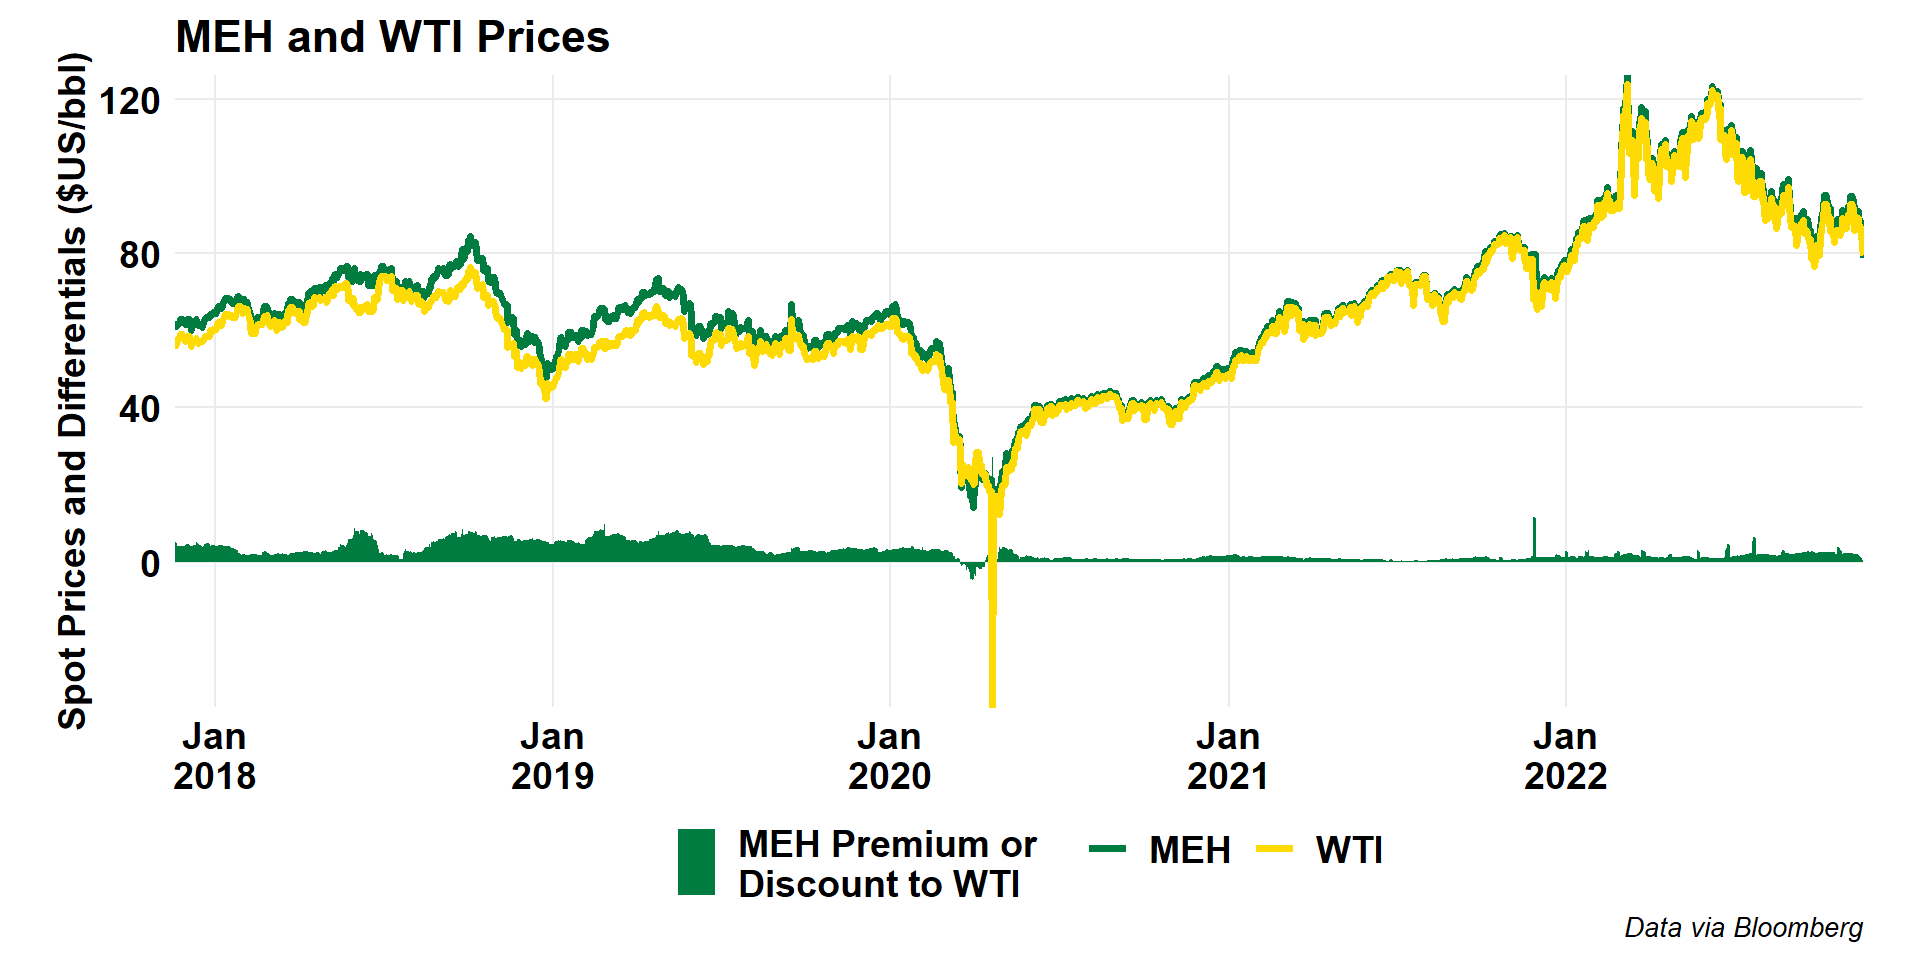 MEH and WTI Prices
Spot Prices and Differentials ($US/bbl)
120
80
40
0
Jan
2018
Jan
2019
Jan
2020
Jan
2021
Jan
2022
MEH Premium or
Discount to WTI
MEH
WTI
Data via Bloomberg